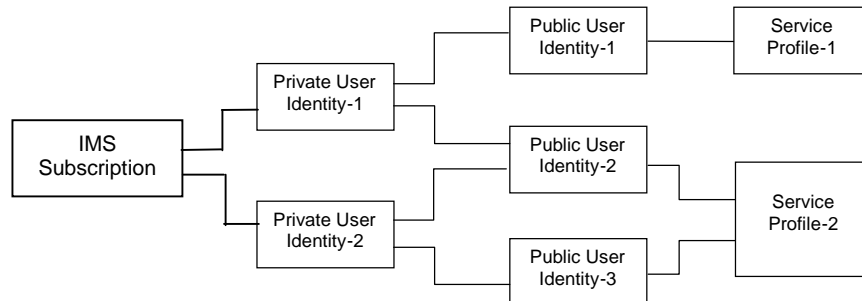 IMS
Subscription
Private User
Identity-1
Private User
Identity-2
Public User
Identity-1
Public User
Identity-2
Public User
Identity-3
Service
Profile-1
Service
Profile-2